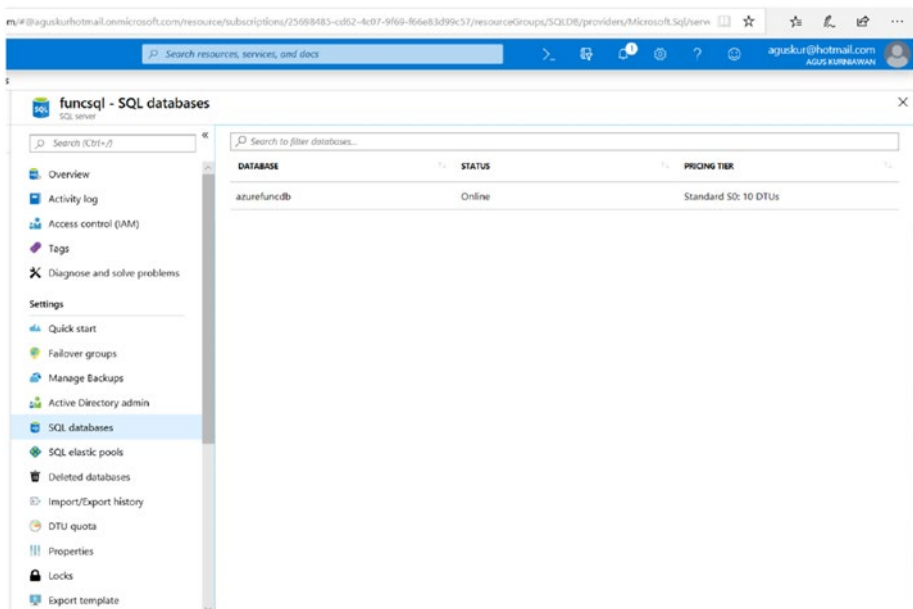 m/#@aguskurhotmail.onmicrosoft.com/resource/subscriptions/25698485-cd62-4c07-9f69-f66e83d99c57/resourceGroups/SQLDB/providers/Microsoft.Sql/serv
Search resources, services, and docs
aguskur@hotmail.com
AGUS KURNIAWAN
s
funcsql - SQL databases
SQL server
Search (Ctrl+/)
Search to filter databases...
DATABASE STATUS PRICING TIER
azurefuncdb Online Standard S0: 10 DTUs
Overview
Activity log
Access control (IAM)
Tags
Diagnose and solve problems
Settings
Quick start
Failover groups
Manage Backups
Active Directory admin
SQL databases
SQL elastic pools
Deleted databases
Import/Export history
DTU quota
Properties
Locks
Export template